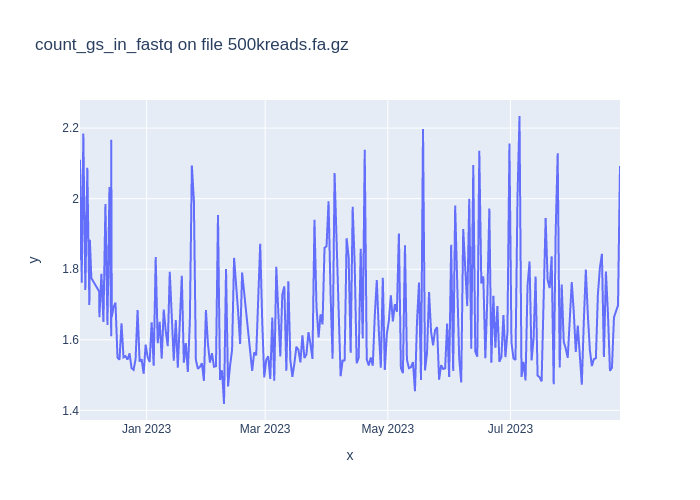 count_gs_in_fastq on file 500kreads.fa.gz
2.2
2
1.8
1.6
1.4
y
Jan 2023
Mar 2023
May 2023
Jul 2023
x